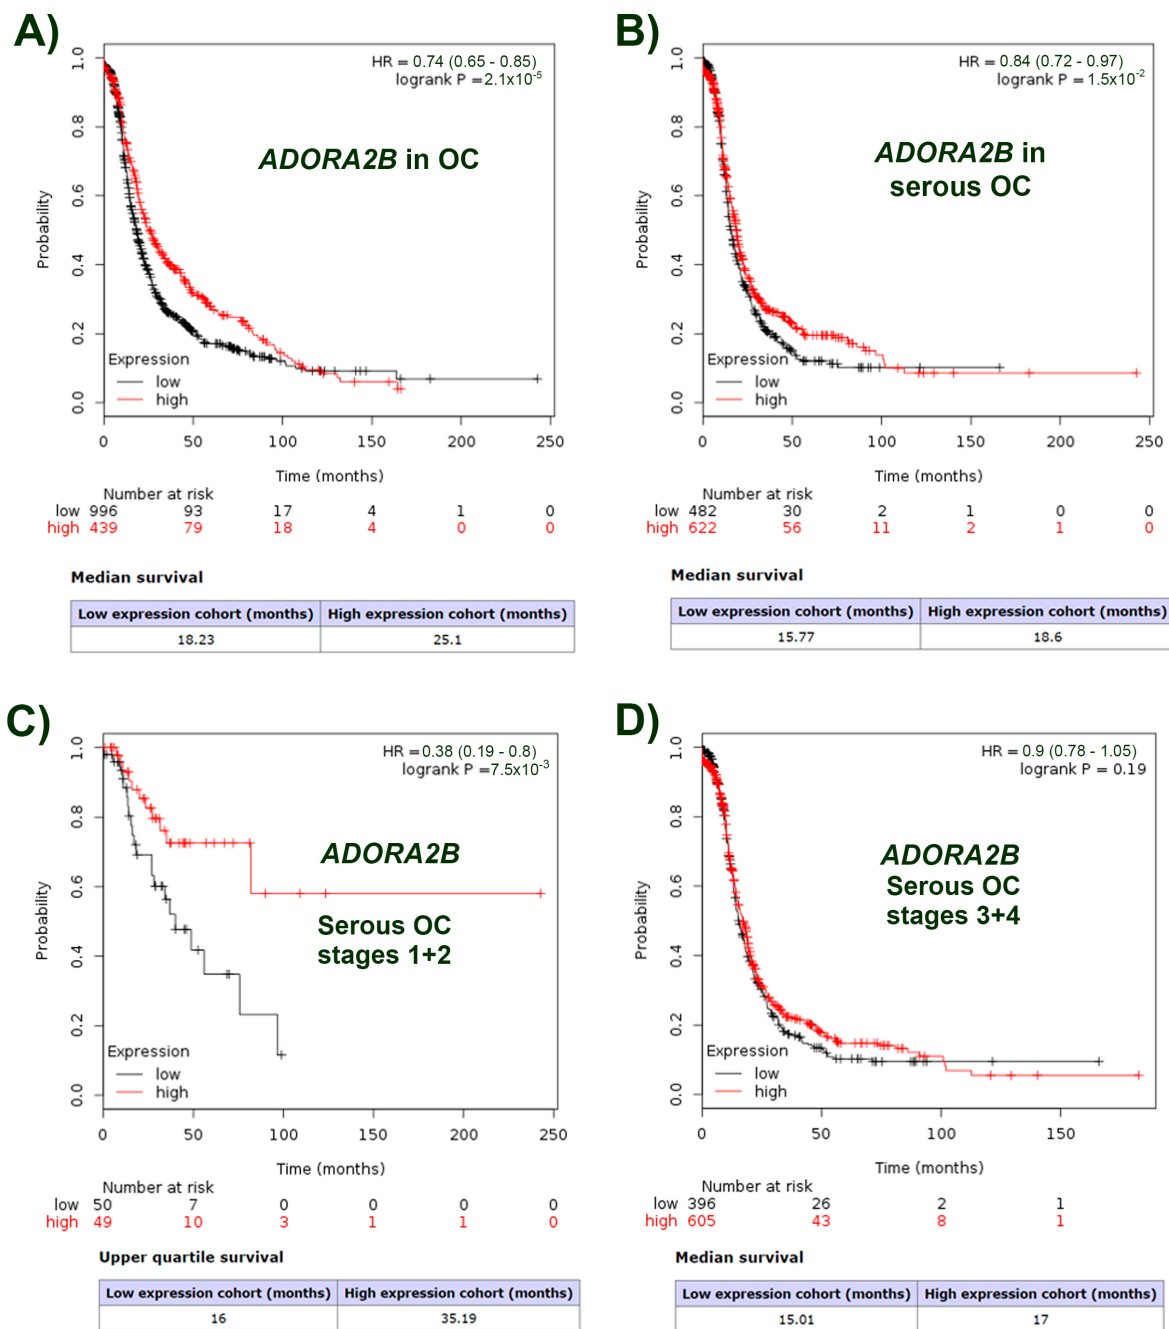 A)
HR = 0.74 (0.65 - 0.85)
logrank P =2.1x10-5
ADORA2B in OC
Probability
1.0
0.8
0.6
0.4
0.2
0.0
Expression
low
high
0 50 100 150 200 250
Time (months)
Number at risk
low 996 93 17 4 1 0
high 439 79 18 4 0 0
Median survival
Low expression cohort (months) High expression cohort (months)
18.23 25.1
B)
HR = 0.84 (0.72 - 0.97)
logrank P = 1.5x10-2
ADORA2B in
serous OC
Probability
1.0
0.8
0.6
0.4
0.2
0.0
Expression
low
high
0 50 100 150 200 250
Time (months)
Number at risk
low 482 30 2 1 0 0
high 622 56 11 2 1 0
Median survival
Low expression cohort (months) High expression cohort (months)
15.77 18.6
C)
HR = 0.38 (0.19 - 0.8)
logrank P =7.5x10-3
ADORA2B
Serous OC
stages 1+2
Probability
1.0
0.8
0.6
0.4
0.2
0.0
Expression
low
high
0 50 100 150 200 250
Time (months)
Number at risk
low 50 7 0 0 0 0
high 49 10 3 1 1 0
Upper quartile survival
Low expression cohort (months) High expression cohort (months)
16 35.19
D)
HR = 0.9 (0.78 - 1.05)
logrank P = 0.19
ADORA2B
Serous OC
stages 3+4
Probability
1.0
0.8
0.6
0.4
0.2
0.0
Expression
low
high
0 50 100 150
Time (months)
Number at risk
low 396 26 2 1
high 605 43 8 1
Median survival
Low expression cohort (months) High expression cohort (months)
15.01 17